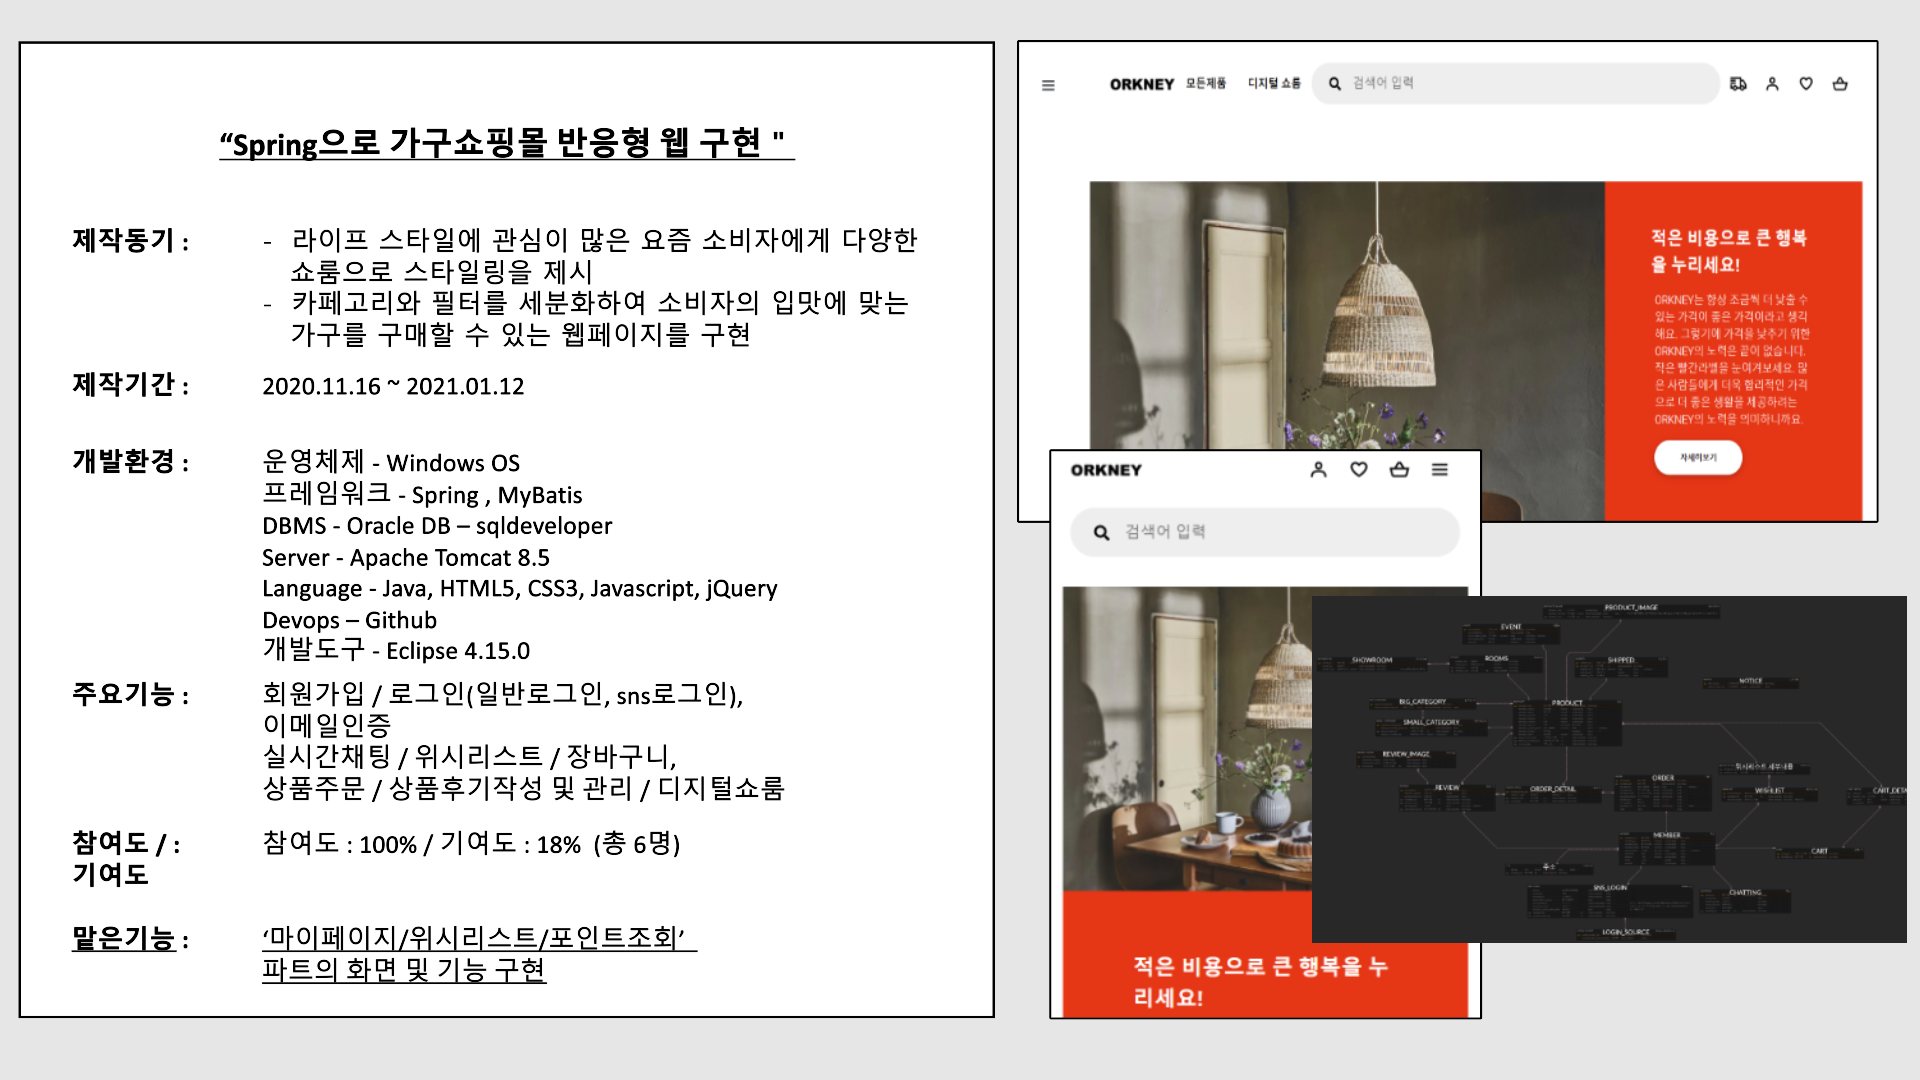 “Spring으로 가구쇼핑몰 반응형 웹 구현 "
제작동기 :
- 라이프 스타일에 관심이 많은 요즘 소비자에게 다양한
쇼룸으로 스타일링을 제시
- 카페고리와 필터를 세분화하여 소비자의 입맛에 맞는
가구를 구매할 수 있는 웹페이지를 구현
제작기간 :
2020.11.16 ~ 2021.01.12
개발환경 :
운영체제 - Windows OS
프레임워크 - Spring , MyBatis
DBMS - Oracle DB – sqldeveloper
Server - Apache Tomcat 8.5
Language - Java, HTML5, CSS3, Javascript, jQuery
Devops – Github
개발도구 - Eclipse 4.15.0
주요기능 :
회원가입 / 로그인(일반로그인, sns로그인),
이메일인증
실시간채팅 / 위시리스트 / 장바구니,
상품주문 / 상품후기작성 및 관리 / 디지털쇼룸
참여도 / :
기여도
참여도 : 100% / 기여도 : 18% (총 6명)
맡은기능 :
‘마이페이지/위시리스트/포인트조회’
파트의 화면 및 기능 구현
ORKNEY 모든제품 디지털 쇼룸 검색어 입력
적은 비용으로 큰 행복
을 누리세요!
ORKNEY는 항상 조금씩 더 낮출 수
있는 가격이 좋은 가격이라고 생각
해요. 그렇기에 가격을 낮추기 위한
ORKNEY의 노력은 끝이 없습니다.
작은 빨간라벨을 눈여겨보세요. 많
은 사람들에게 더욱 합리적인 가격
으로 더 좋은 생활을 제공하려는
ORKNEY의 노력을 의미하니까요.
자세히보기
ORKNEY
검색어 입력
적은 비용으로 큰 행복을 누
리세요!
PRODUCT_IMAGE
EVENT
SHOWROOM
ROOMS
SHIPPED
NOTICE
BIG_CATEGORY
PRODUCT
SMALL_CATEGORY
REVIEW_IMAGE
위시리스트 세부내용
ORDER
REVIEW
ORDER_DETAIL
WISHLIST
CART_DETA
MEMBER
CART
주소
SNS_LOGIN
CHATTING
LOGIN_SOURCE